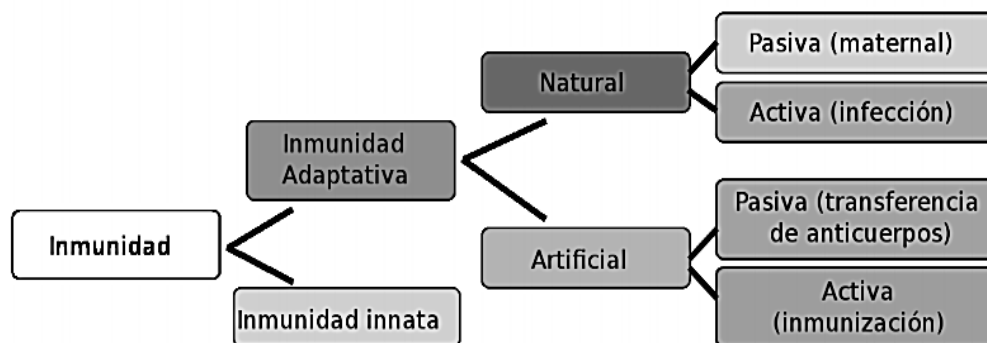 Pasiva (maternal)
Natural
Activa (infección)
Inmunidad
Adaptativa
Pasiva (transferencia
de anticuerpos)
Inmunidad
Artificial
Activa
(inmunización)
Inmunidad innata